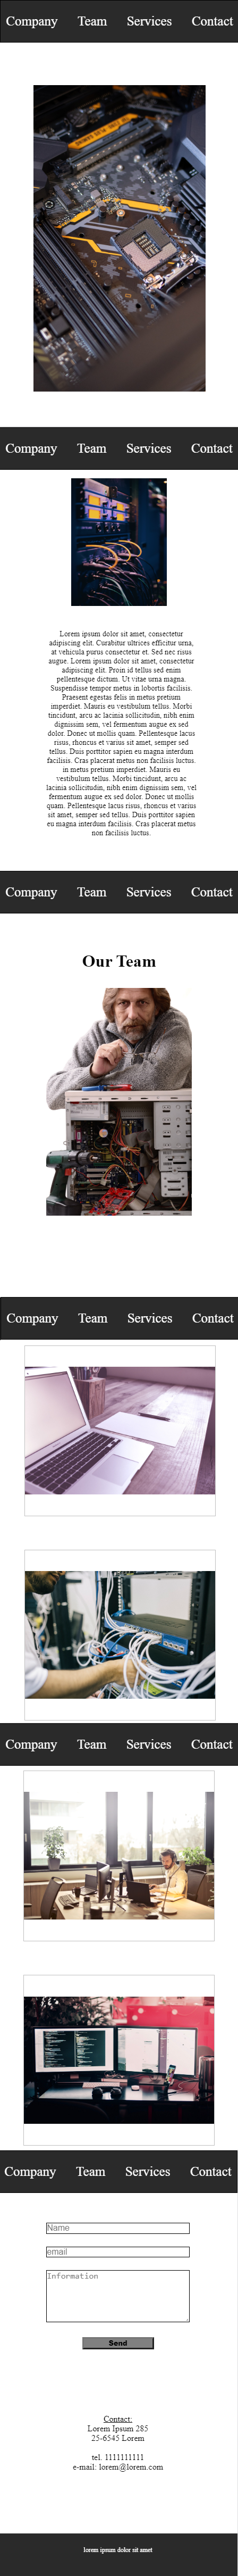 Company Team Services Contact
Company Team Services Contact
Lorem ipsum dolor sit amet, consectetur
adipiscing elit. Curabitur ultrices efficitur urna,
at vehicula purus consectetur et. Sed nec risus
augue. Lorem ipsum dolor sit amet, consectetur
adipiscing elit. Proin id tellus sed enim
pellentesque dictum. Ut vitae urna magna.
Suspendisse tempor metus in lobortis facilisis.
Praesent egestas felis in metus pretium
imperdiet. Mauris eu vestibulum tellus. Morbi
tincidunt, arcu ac lacinia sollicitudin, nibh enim
dignissim sem, vel fermentum augue ex sed
dolor. Donec ut mollis quam. Pellentesque lacus
risus, rhoncus et varius sit amet, semper sed
tellus. Duis porttitor sapien eu magna interdum
facilisis. Cras placerat metus non facilisis luctus.
in metus pretium imperdiet. Mauris eu
vestibulum tellus. Morbi tincidunt, arcu ac
lacinia sollicitudin, nibh enim dignissim sem, vel
fermentum augue ex sed dolor. Donec ut mollis
quam. Pellentesque lacus risus, rhoncus et varius
sit amet, semper sed tellus. Duis porttitor sapien
eu magna interdum facilisis. Cras placerat metus
non facilisis luctus.
Company Team Services Contact
Our Team
Company Team Services Contact
Company Team Services Contact
Company Team Services Contact
Name
email
Information
Send
Contact:
Lorem Ipsum 285
25-6545 Lorem
tel. 1111111111
e-mail: lorem@lorem.com
lorem ipsum dolor sit amet